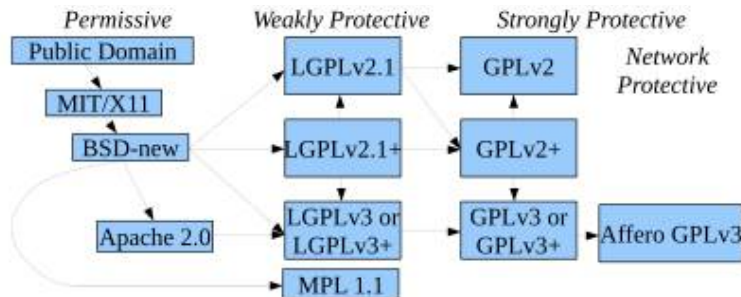 Permissive
Weakly Protective
Strongly Protective
Network
Protective
Public Domain
MIT/X11
BSD-new
Apache 2.0
LGPLv2.1
LGPLv2.1+
LGPLv3 or
LGPLv3+
MPL 1.1
GPLv2
GPLv2+
GPLv3 or
GPLv3+
Affero GPLv3